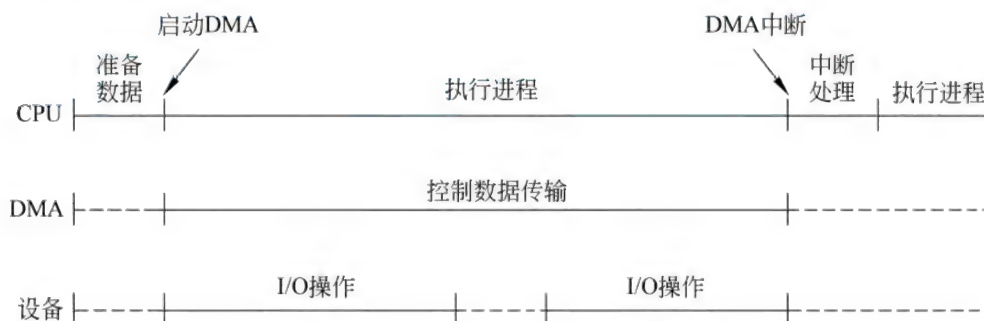 启动DMA
DMA中断
准备
数据
执行进程
中断
处理
执行进程
CPU
控制数据传输
DMA
I/O操作
I/O操作
设备